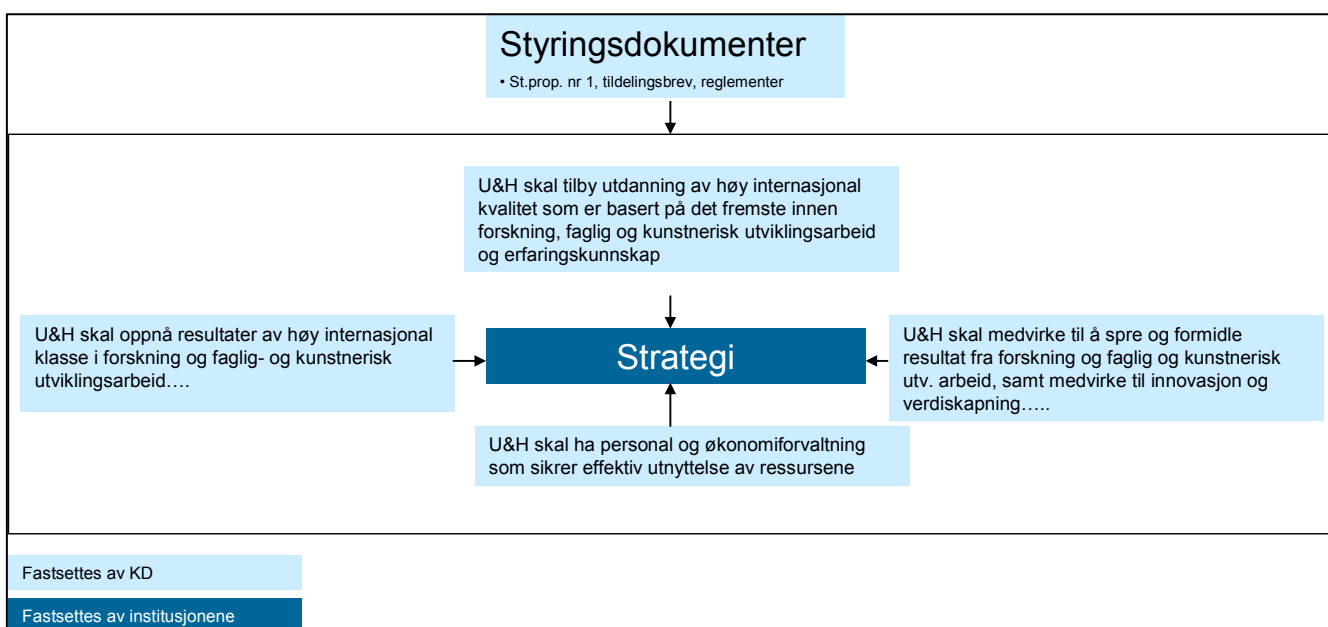 Styringsdokumenter
• St.prop. nr 1, tildelingsbrev, reglementer
U&H skal tilby utdanning av høy internasjonal
kvalitet som er basert på det fremste innen
forskning, faglig og kunstnerisk utviklingsarbeid
og erfaringskunnskap
U&H skal oppnå resultater av høy internasjonal
klasse i forskning og faglig- og kunstnerisk
utviklingsarbeid….
Strategi
U&H skal medvirke til å spre og formidle
resultat fra forskning og faglig og kunstnerisk
utv. arbeid, samt medvirke til innovasjon og
verdiskapning…..
U&H skal ha personal og økonomiforvaltning
som sikrer effektiv utnyttelse av ressursene
Fastsettes av KD
Fastsettes av institusjonene